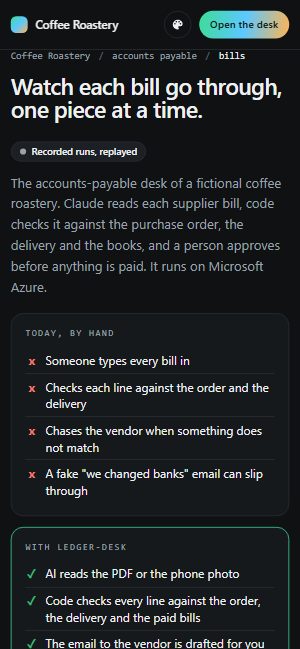 Coffee Roastery
Open the desk
Coffee Roastery / accounts payable / bills
Watch each bill go through,
one piece at a time.
Recorded runs, replayed
The accounts-payable desk of a fictional coffee
roastery. Claude reads each supplier bill, code
checks it against the purchase order, the
delivery and the books, and a person approves
before anything is paid. It runs on Microsoft
Azure.
TODAY, BY HAND
x Someone types every bill in
x Checks each line against the order and the
delivery
x Chases the vendor when something does
not match
x A fake "we changed banks" email can slip
through
WITH LEDGER-DESK
✓ AI reads the PDF or the phone photo
✓ Code checks every line against the order,
the delivery and the paid bills
✓ The email to the vendor is drafted for you